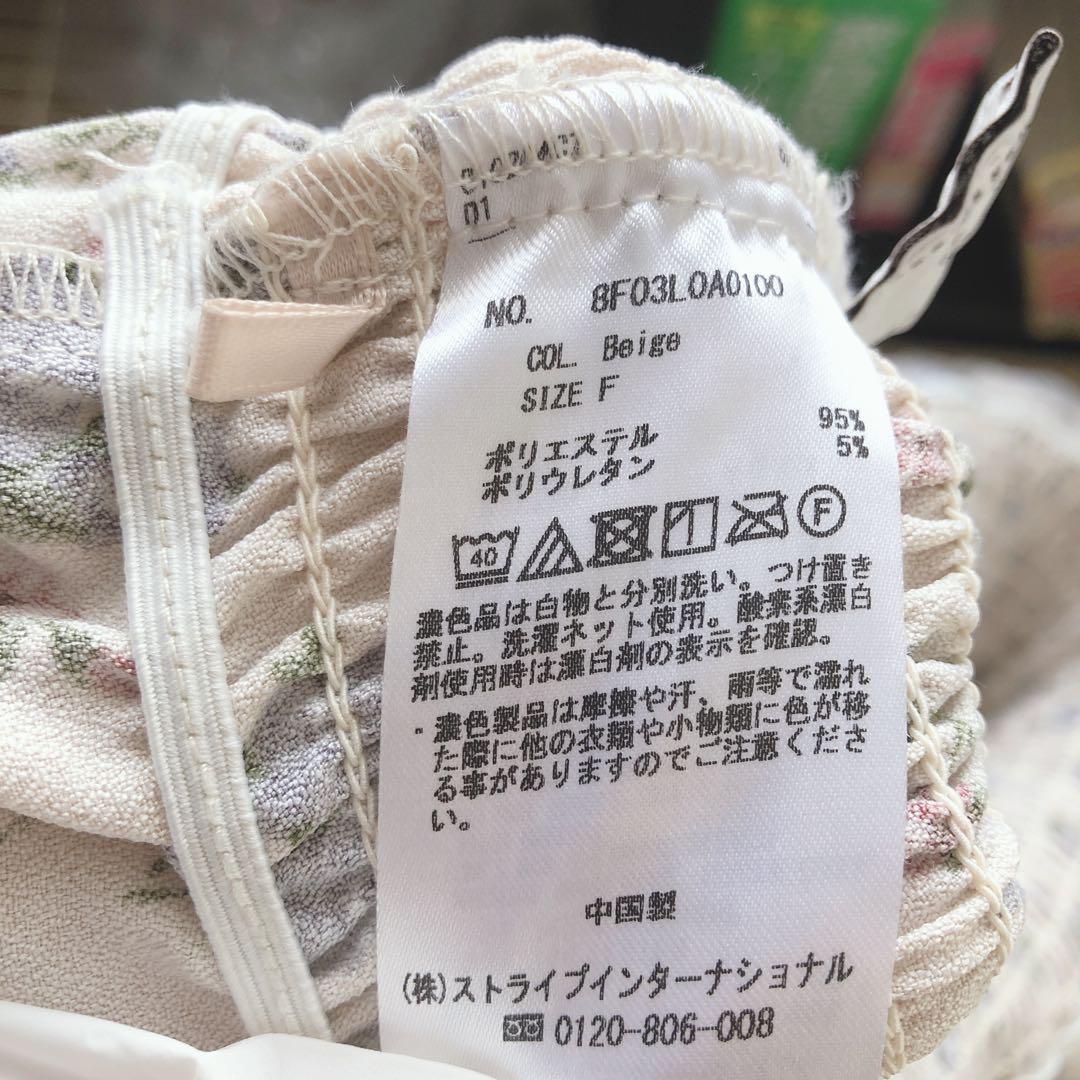 01
NO. 8F03L0A0100
COL. Beige
SIZE F
ポリエステル 95%
ポリウレタン 5%
40
F
濃色品は白物と分別洗い。つけ置き
禁止。洗濯ネット使用。酸素系漂白
剤使用時は漂白剤の表示を確認。
・濃色製品は摩擦や汗、雨等で濡れ
た際に他の衣類や小物類に色が移
る事がありますのでご注意くださ
い。
中国製
(株)ストライプインターナショナル
0120-806-008